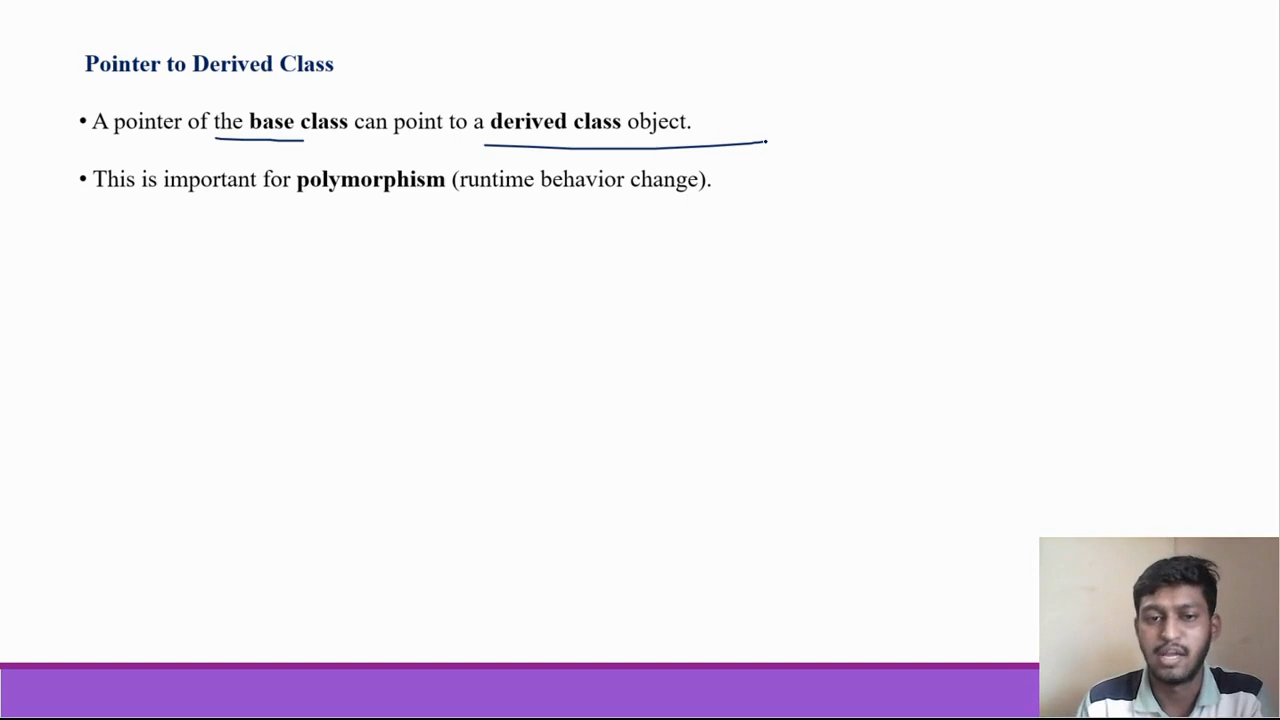 Pointer to Derived Class
• A pointer of the base class can point to a derived class object.
• This is important for polymorphism (runtime behavior change).